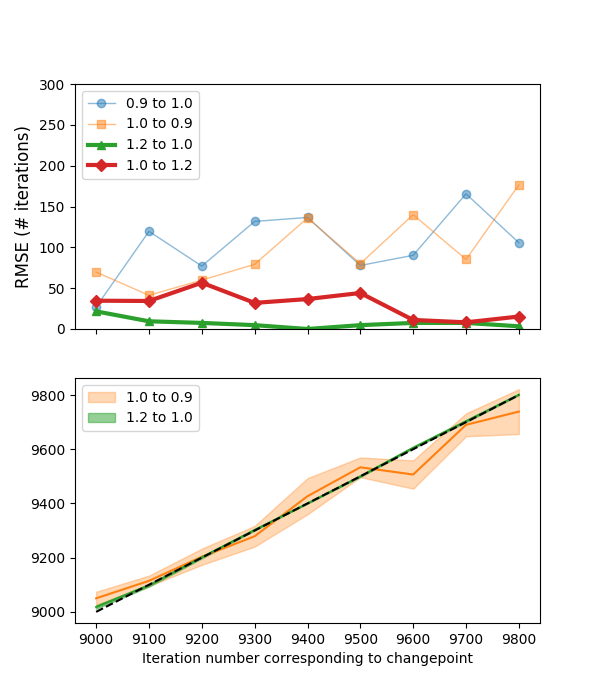 300
250
200
150
100
50
0
RMSE (# iterations)
0.9 to 1.0
1.0 to 0.9
1.2 to 1.0
1.0 to 1.2
9800
9600
9400
9200
9000
1.0 to 0.9
1.2 to 1.0
9000 9100 9200 9300 9400 9500 9600 9700 9800
Iteration number corresponding to changepoint